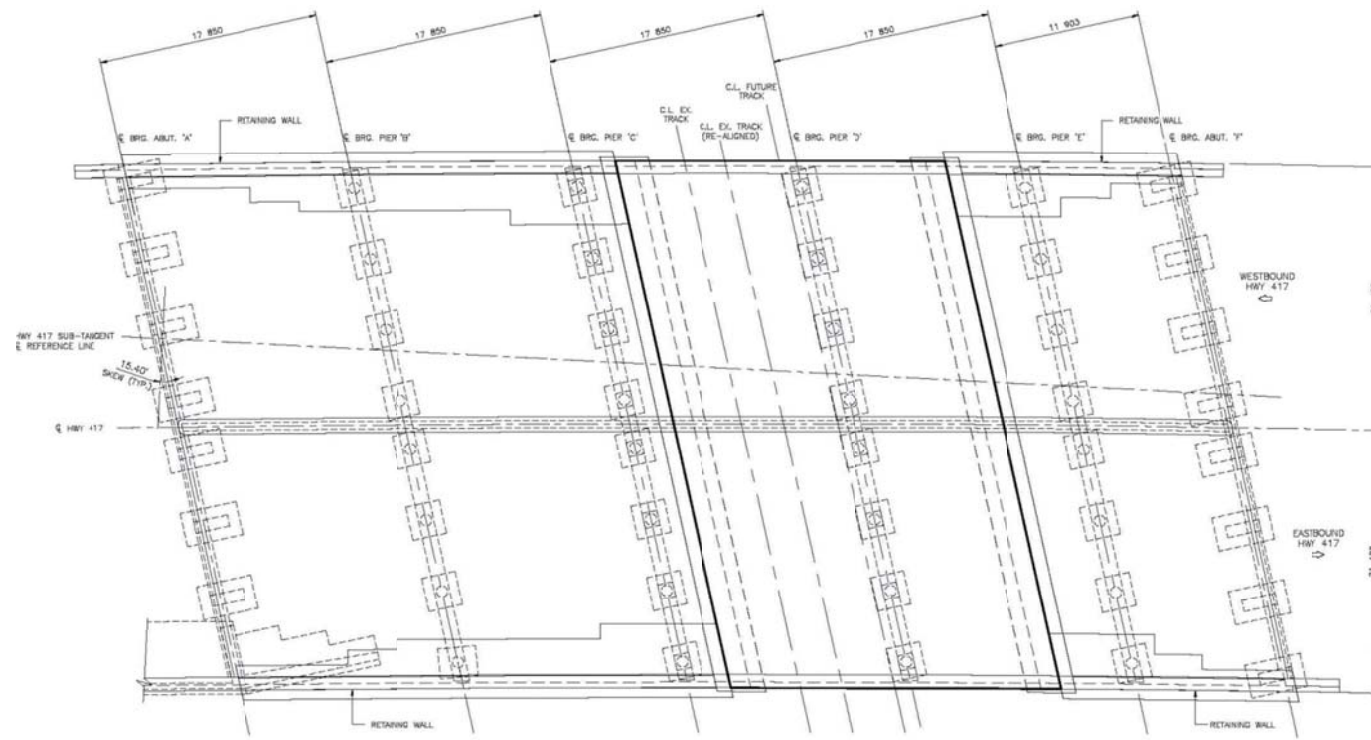 17 850
17 850
17 850
17 850
11 903
C.L. FUTURE
TRACK
C.L. EX.
TRACK
C.L. EX. TRACK
(RE-ALIGNED)
RETAINING WALL
RETAINING WALL
℄ BRG. ABUT. "A"
℄ BRG. PIER "B"
℄ BRG. PIER "C"
℄ BRG. PIER "D"
℄ BRG. PIER "E"
℄ BRG. ABUT. "F"
WESTBOUND
HWY 417
HWY 417 SUB-TANGENT
℄ REFERENCE LINE
15.40°
SKEW (TYP.)
℄ HWY 417
EASTBOUND
HWY 417
RETAINING WALL
RETAINING WALL